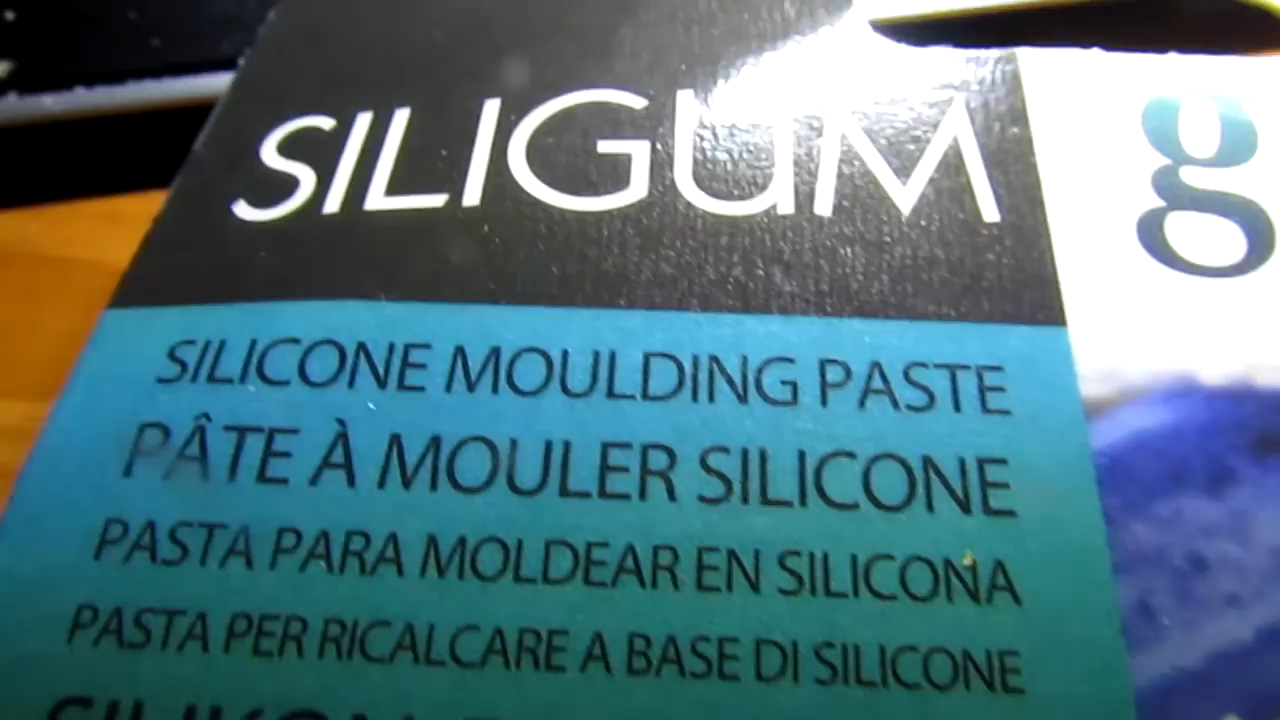 SILIGUM
g
SILICONE MOULDING PASTE
PÂTE À MOULER SILICONE
PASTA PARA MOLDEAR EN SILICONA
PASTA PER RICALCARE A BASE DI SILICONE